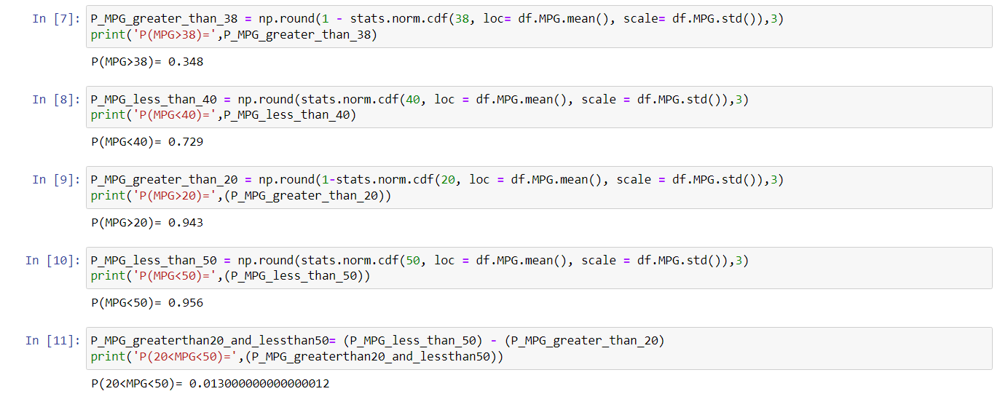 In [7]: P_MPG_greater_than_38 = np.round(1 - stats.norm.cdf(38, loc= df.MPG.mean(), scale= df.MPG.std()),3)
print('P(MPG>38)=',P_MPG_greater_than_38)
P(MPG>38)= 0.348
In [8]: P_MPG_less_than_40 = np.round(stats.norm.cdf(40, loc = df.MPG.mean(), scale = df.MPG.std()),3)
print('P(MPG<40)=',P_MPG_less_than_40)
P(MPG<40)= 0.729
In [9]: P_MPG_greater_than_20 = np.round(1-stats.norm.cdf(20, loc = df.MPG.mean(), scale = df.MPG.std()),3)
print('P(MPG>20)=',(P_MPG_greater_than_20))
P(MPG>20)= 0.943
In [10]: P_MPG_less_than_50 = np.round(stats.norm.cdf(50, loc = df.MPG.mean(), scale = df.MPG.std()),3)
print('P(MPG<50)=',(P_MPG_less_than_50))
P(MPG<50)= 0.956
In [11]: P_MPG_greaterthan20_and_lessthan50= (P_MPG_less_than_50) - (P_MPG_greater_than_20)
print('P(20<MPG<50)=',(P_MPG_greaterthan20_and_lessthan50))
P(20<MPG<50)= 0.013000000000000012